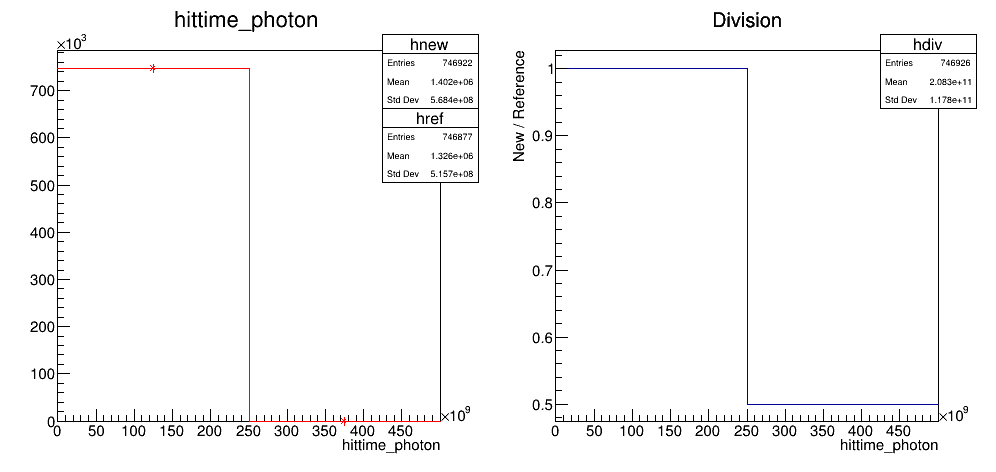 hittime_photon
×10³
hnew
Entries 746922
Mean 1.402e+06
Std Dev 5.684e+08
href
Entries 746877
Mean 1.326e+06
Std Dev 5.157e+08
700
600
500
400
300
200
100
0
0 50 100 150 200 250 300 350 400 450
×10⁹
hittime_photon
Division
hdiv
Entries 746926
Mean 2.083e+11
Std Dev 1.178e+11
New / Reference
1
0.9
0.8
0.7
0.6
0.5
0 50 100 150 200 250 300 350 400 450
×10⁹
hittime_photon